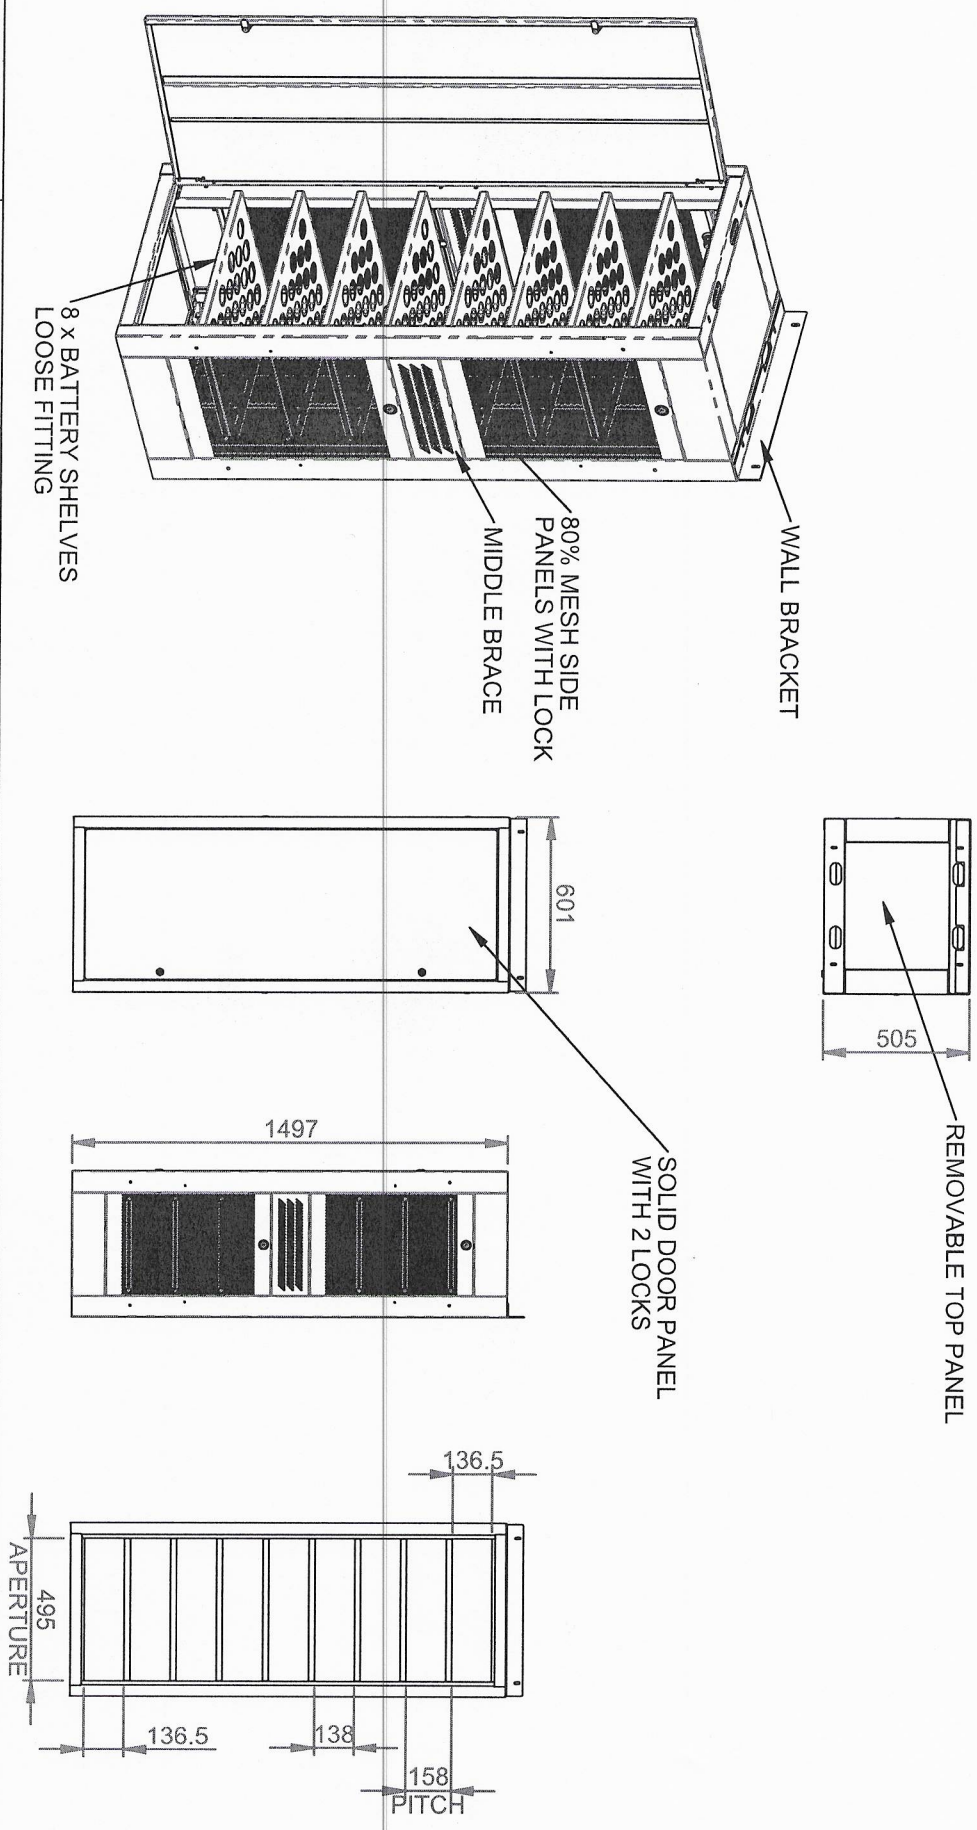 WALL BRACKET
80% MESH SIDE
PANELS WITH LOCK
MIDDLE BRACE
8 x BATTERY SHELVES
LOOSE FITTING
REMOVABLE TOP PANEL
505
601
SOLID DOOR PANEL
WITH 2 LOCKS
1497
136.5
495
APERTURE
136.5
138
158
PITCH